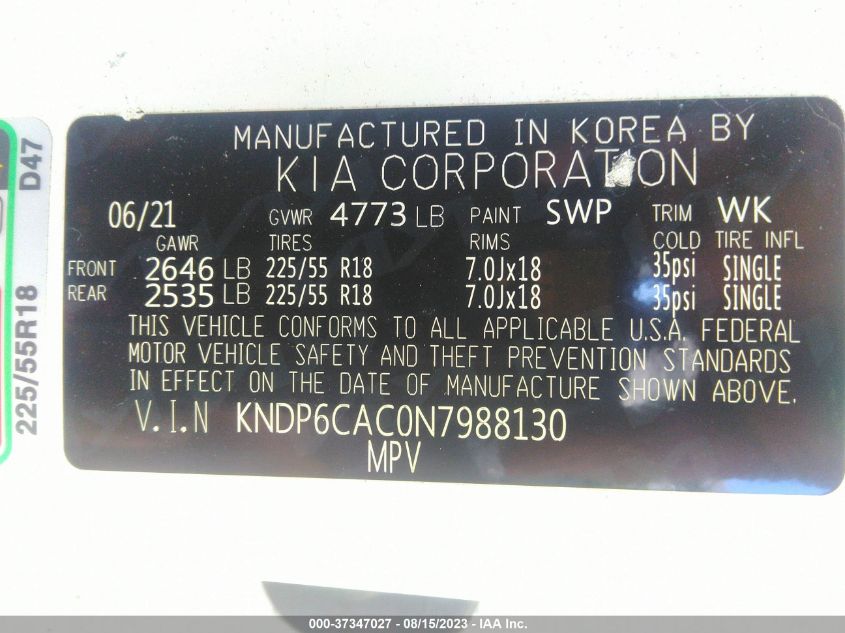 MANUFACTURED IN KOREA BY
KIA CORPORATION
06/21 GVWR 4773 LB PAINT SWP TRIM WK
GAWR TIRES RIMS COLD TIRE INFL
FRONT 2646 LB 225/55 R18 7.0Jx18 35psi SINGLE
REAR 2535 LB 225/55 R18 7.0Jx18 35psi SINGLE
THIS VEHICLE CONFORMS TO ALL APPLICABLE U.S.A. FEDERAL
MOTOR VEHICLE SAFETY AND THEFT PREVENTION STANDARDS
IN EFFECT ON THE DATE OF MANUFACTURE SHOWN ABOVE.
V.I.N KNDP6CAC0N7988130
MPV
225/55R18 D47
000-37347027 - 08/15/2023 - IAA Inc.